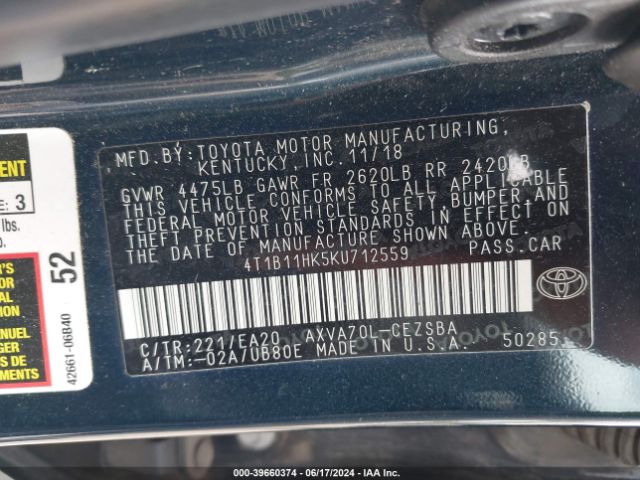 MFD.BY:TOYOTA MOTOR MANUFACTURING,
KENTUCKY,INC.11/18
GVWR 4475LB GAWR FR 2620LB RR 2420LB
THIS VEHICLE CONFORMS TO ALL APPLICABLE
FEDERAL MOTOR VEHICLE SAFETY,BUMPER,AND
THEFT PREVENTION STANDARDS IN EFFECT ON
THE DATE OF MANUFACTURE SHOWN ABOVE.
4T1B11HK5KU712559 PASS.CAR
C/TR:221/EA20 AXVA70L-CEZSBA
A/TM:-02A/UB80E MADE IN U.S.A. 50285
TOYOTA
E: 3
lbs.
52
42661-06B40
000-39660374 | 06/17/2024 | IAA Inc.